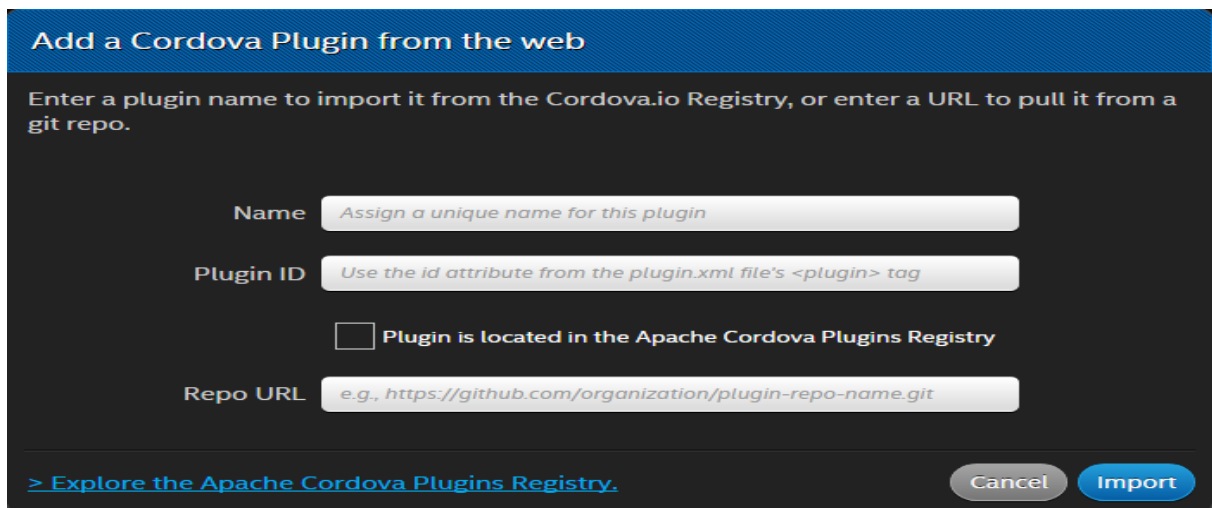 Add a Cordova Plugin from the web
Enter a plugin name to import it from the Cordova.io Registry, or enter a URL to pull it from a
git repo.
Name Assign a unique name for this plugin
Plugin ID Use the id attribute from the plugin.xml file's <plugin> tag
Plugin is located in the Apache Cordova Plugins Registry
Repo URL e.g., https://github.com/organization/plugin-repo-name.git
> Explore the Apache Cordova Plugins Registry. Cancel Import